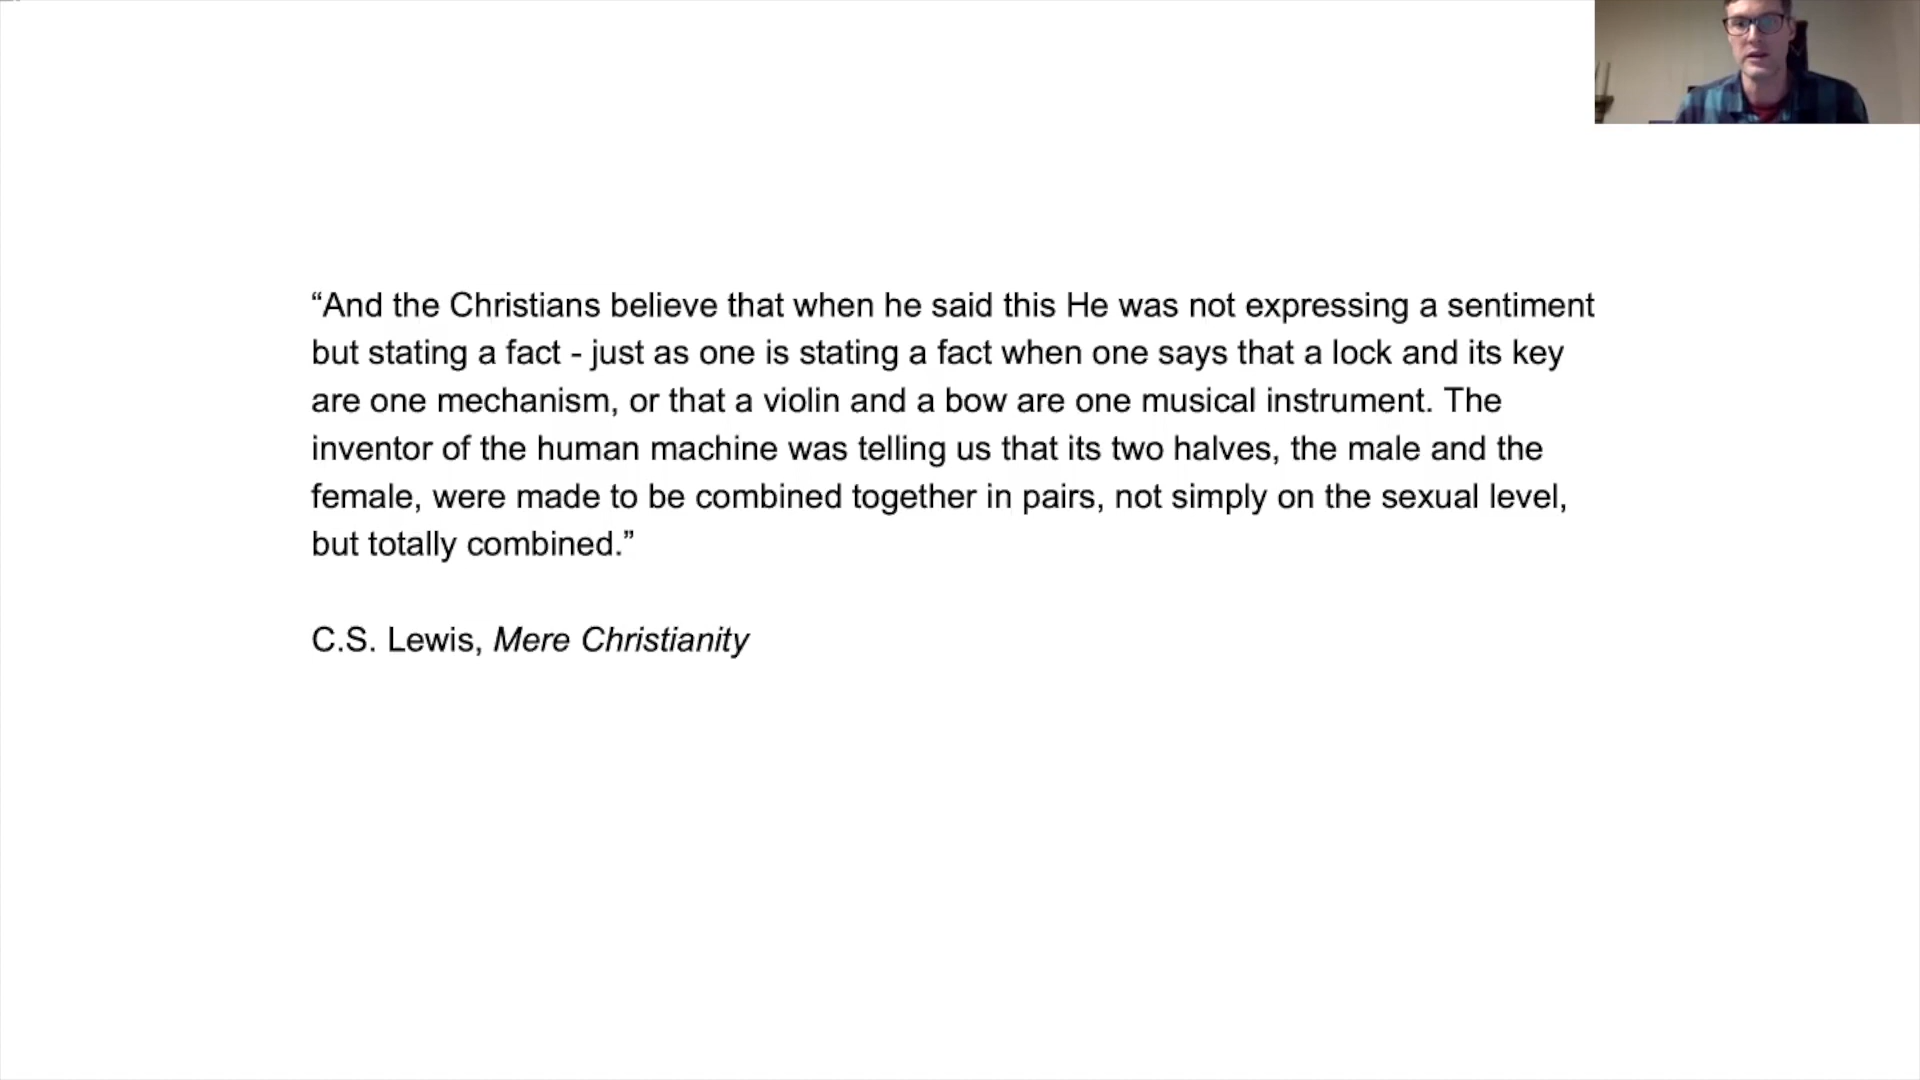 “And the Christians believe that when he said this He was not expressing a sentiment
but stating a fact - just as one is stating a fact when one says that a lock and its key
are one mechanism, or that a violin and a bow are one musical instrument. The
inventor of the human machine was telling us that its two halves, the male and the
female, were made to be combined together in pairs, not simply on the sexual level,
but totally combined.”
C.S. Lewis, Mere Christianity